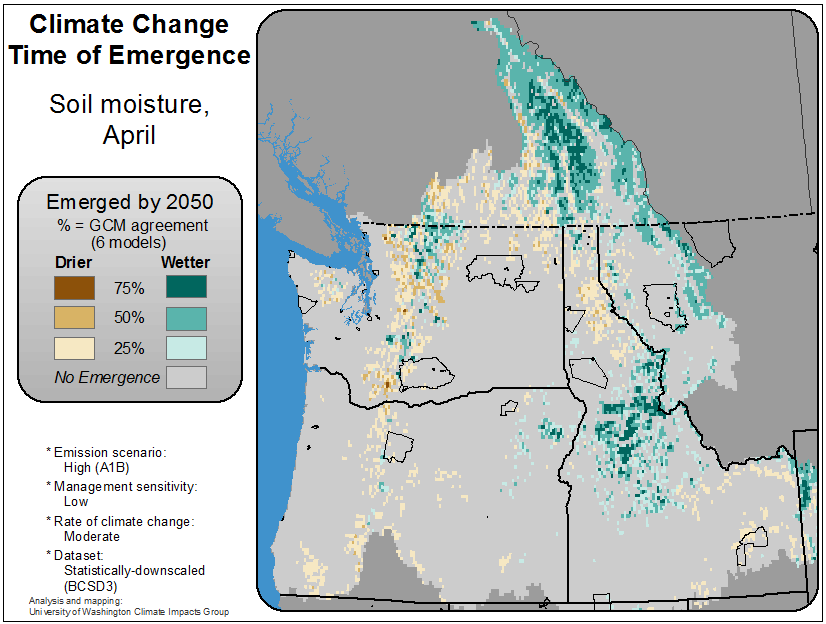 Climate Change
Time of Emergence
Soil moisture,
April
Emerged by 2050
% = GCM agreement
(6 models)
Drier Wetter
75%
50%
25%
No Emergence
* Emission scenario:
High (A1B)
* Management sensitivity:
Low
* Rate of climate change:
Moderate
* Dataset:
Statistically-downscaled
(BCSD3)
Analysis and mapping:
University of Washington Climate Impacts Group